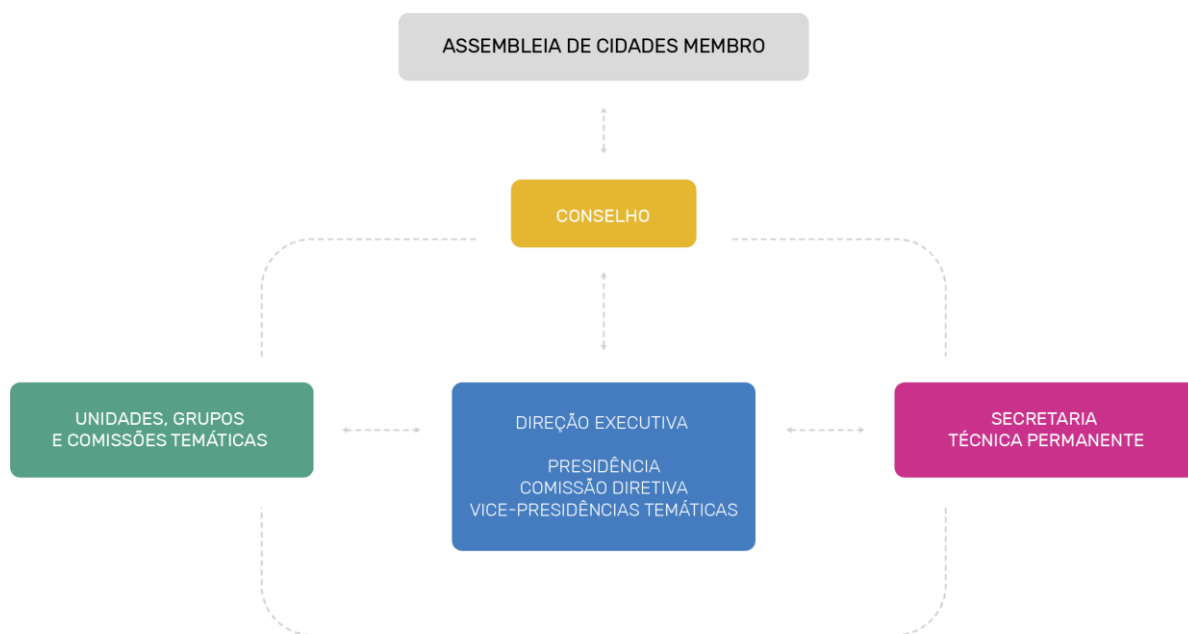 ASSEMBLEIA DE CIDADES MEMBRO
CONSELHO
UNIDADES, GRUPOS
E COMISSÕES TEMÁTICAS
DIREÇÃO EXECUTIVA
PRESIDÊNCIA
COMISSÃO DIRETIVA
VICE-PRESIDÊNCIAS TEMÁTICAS
SECRETARIA
TÉCNICA PERMANENTE